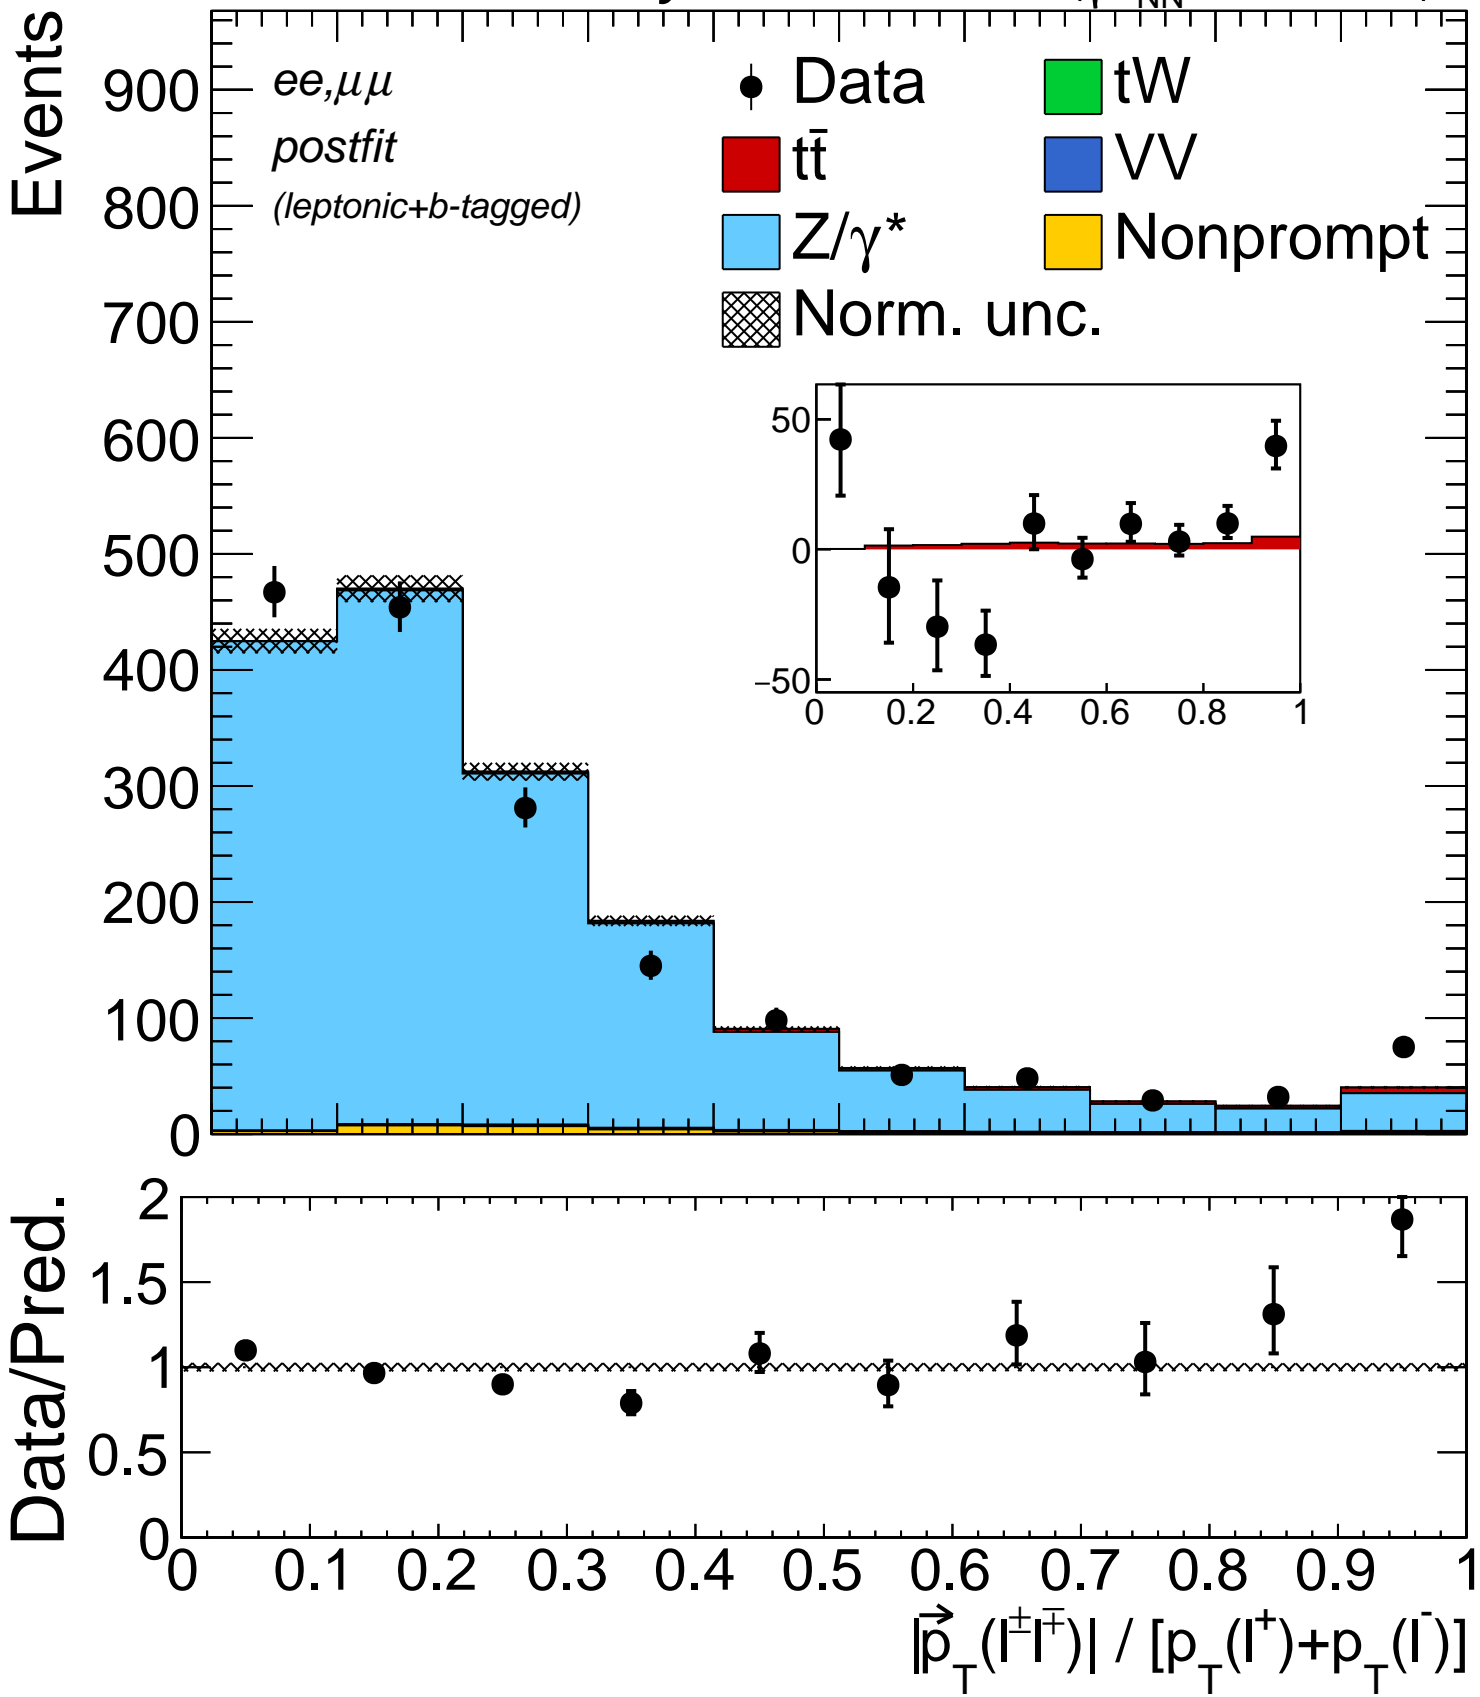 Events
900
800
700
600
500
400
300
200
100
0
ee,μμ
postfit
(leptonic+b-tagged)
Data
tt̄
Z/γ*
Norm. unc.
tW
VV
Nonprompt
50
0
−50
0 0.2 0.4 0.6 0.8 1
Data/Pred.
2
1.5
1
0.5
0
0 0.1 0.2 0.3 0.4 0.5 0.6 0.7 0.8 0.9 1
|p⃗_T(l^± l^∓)| / [p_T(l^+)+p_T(l^-)]